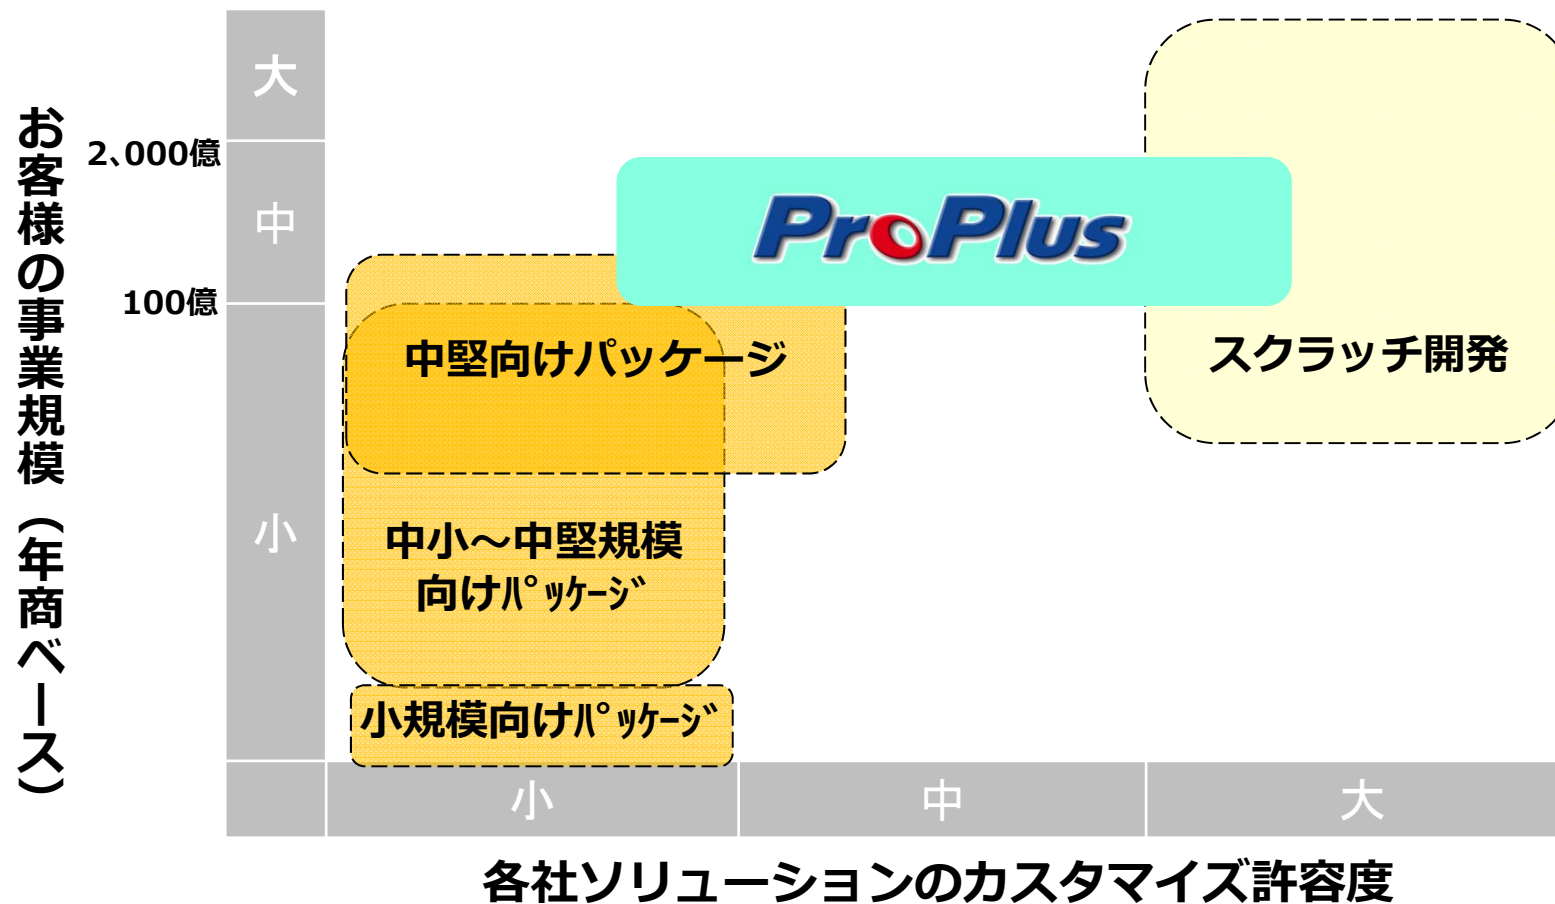 お客様の事業規模（年商ベース）
大
2,000億
中
100億
小
ProPlus
中堅向けパッケージ
スクラッチ開発
中小～中堅規模
向けﾊﾟｯｹｰｼﾞ
小規模向けﾊﾟｯｹｰｼﾞ
小
中
大
各社ソリューションのカスタマイズ許容度